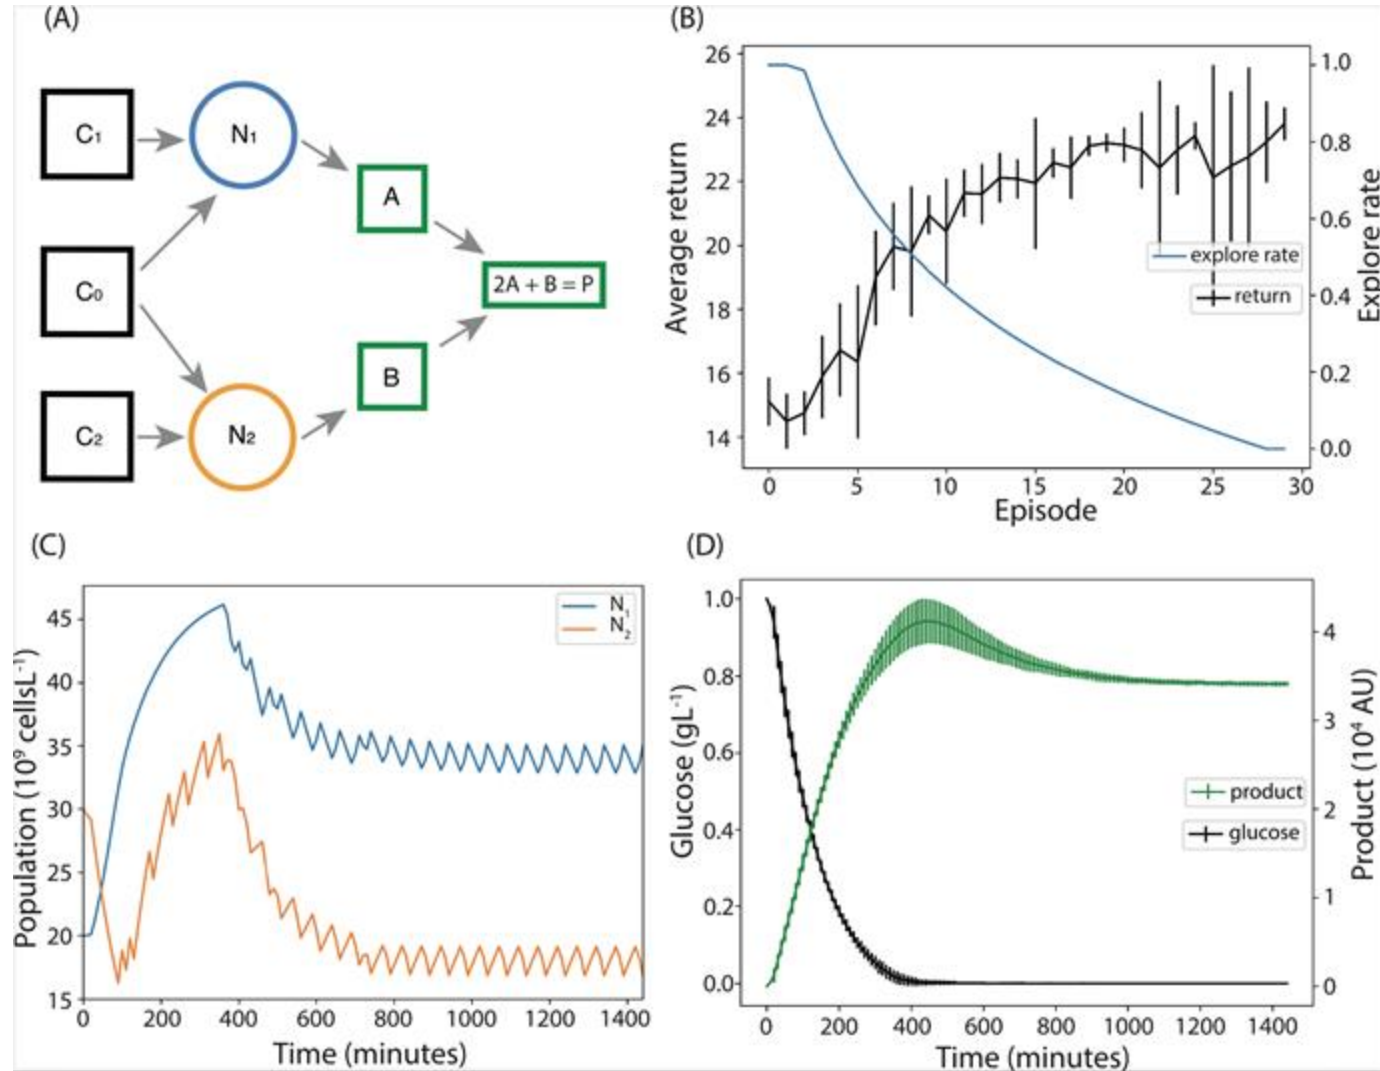 (A)
C1
N1
A
C0
2A + B = P
B
C2
N2
(B)
26
24
22
20
18
16
14
Average return
1.0
0.8
0.6
0.4
0.2
0.0
Explore rate
explore rate
return
0
5
10
15
20
25
30
Episode
(C)
45
40
35
30
25
20
15
Population (10⁹ cellsL⁻¹)
N₁
N₂
0
200
400
600
800
1000
1200
1400
Time (minutes)
(D)
1.0
0.8
0.6
0.4
0.2
0.0
Glucose (gL⁻¹)
4
3
2
1
0
Product (10⁴ AU)
product
glucose
0
200
400
600
800
1000
1200
1400
Time (minutes)